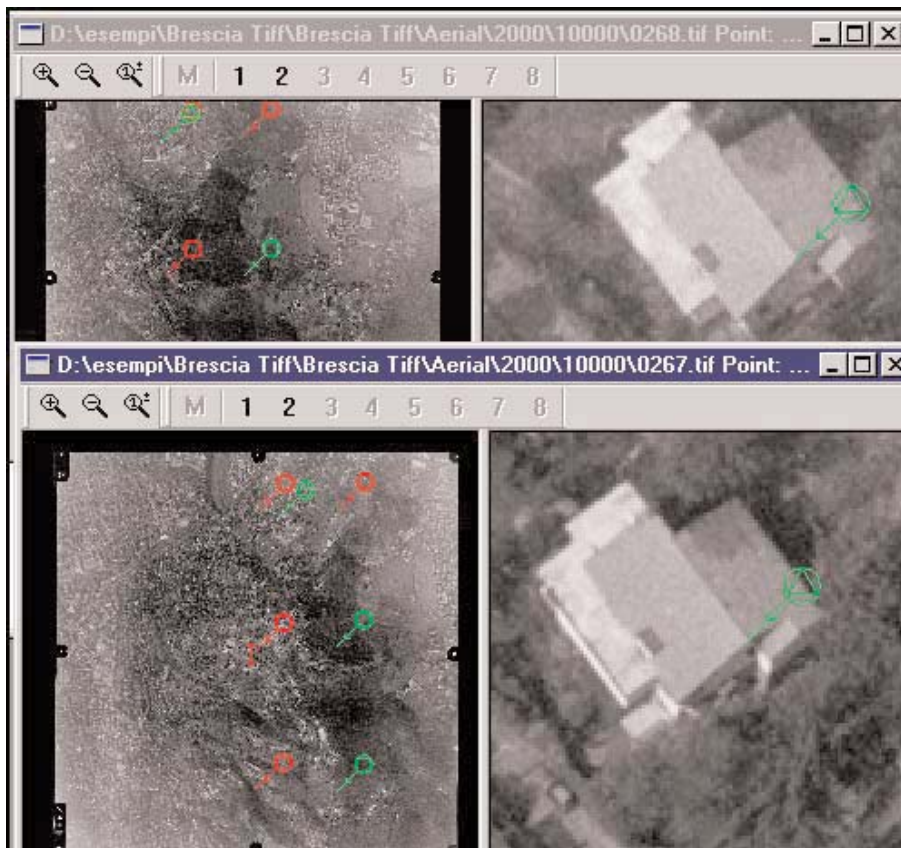 D:\esempi\Brescia Tiff\Brescia Tiff\Aerial\2000\10000\0268.tif Point: ...
M 1 2 3 4 5 6 7 8
D:\esempi\Brescia Tiff\Brescia Tiff\Aerial\2000\10000\0267.tif Point: ...
M 1 2 3 4 5 6 7 8